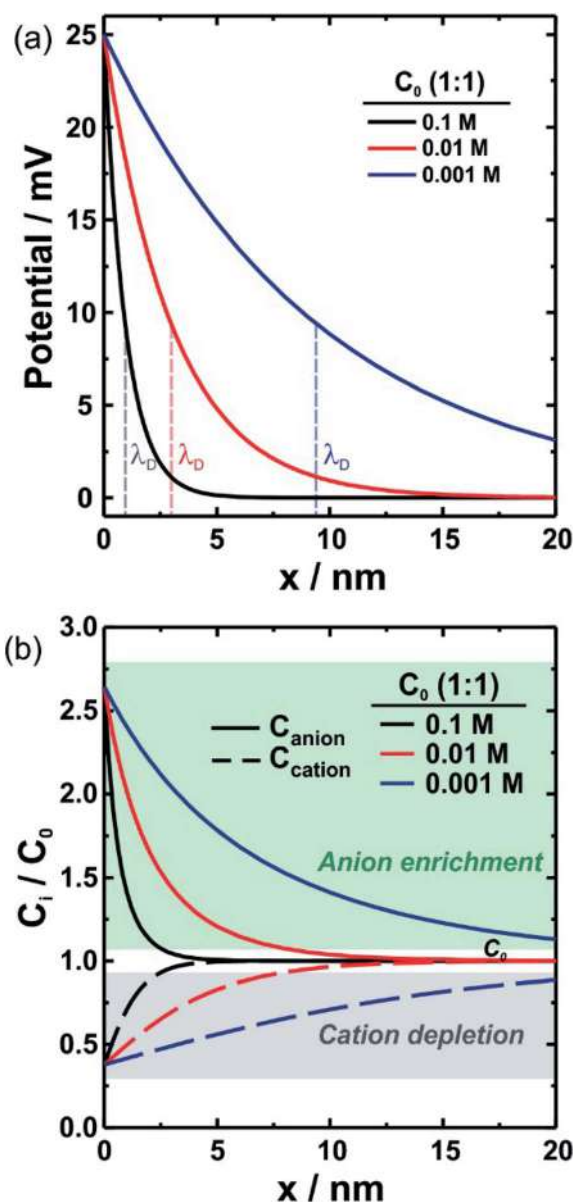 (a)
C₀ (1:1)
0.1 M
0.01 M
0.001 M
Potential / mV
25
20
15
10
5
0
λD
λD
λD
0
5
10
15
20
x / nm
(b)
C₀ (1:1)
0.1 M
0.01 M
0.001 M
Canion
Ccation
Anion enrichment
C₀
Cation depletion
Ci / C₀
3.0
2.5
2.0
1.5
1.0
0.5
0.0
0
5
10
15
20
x / nm